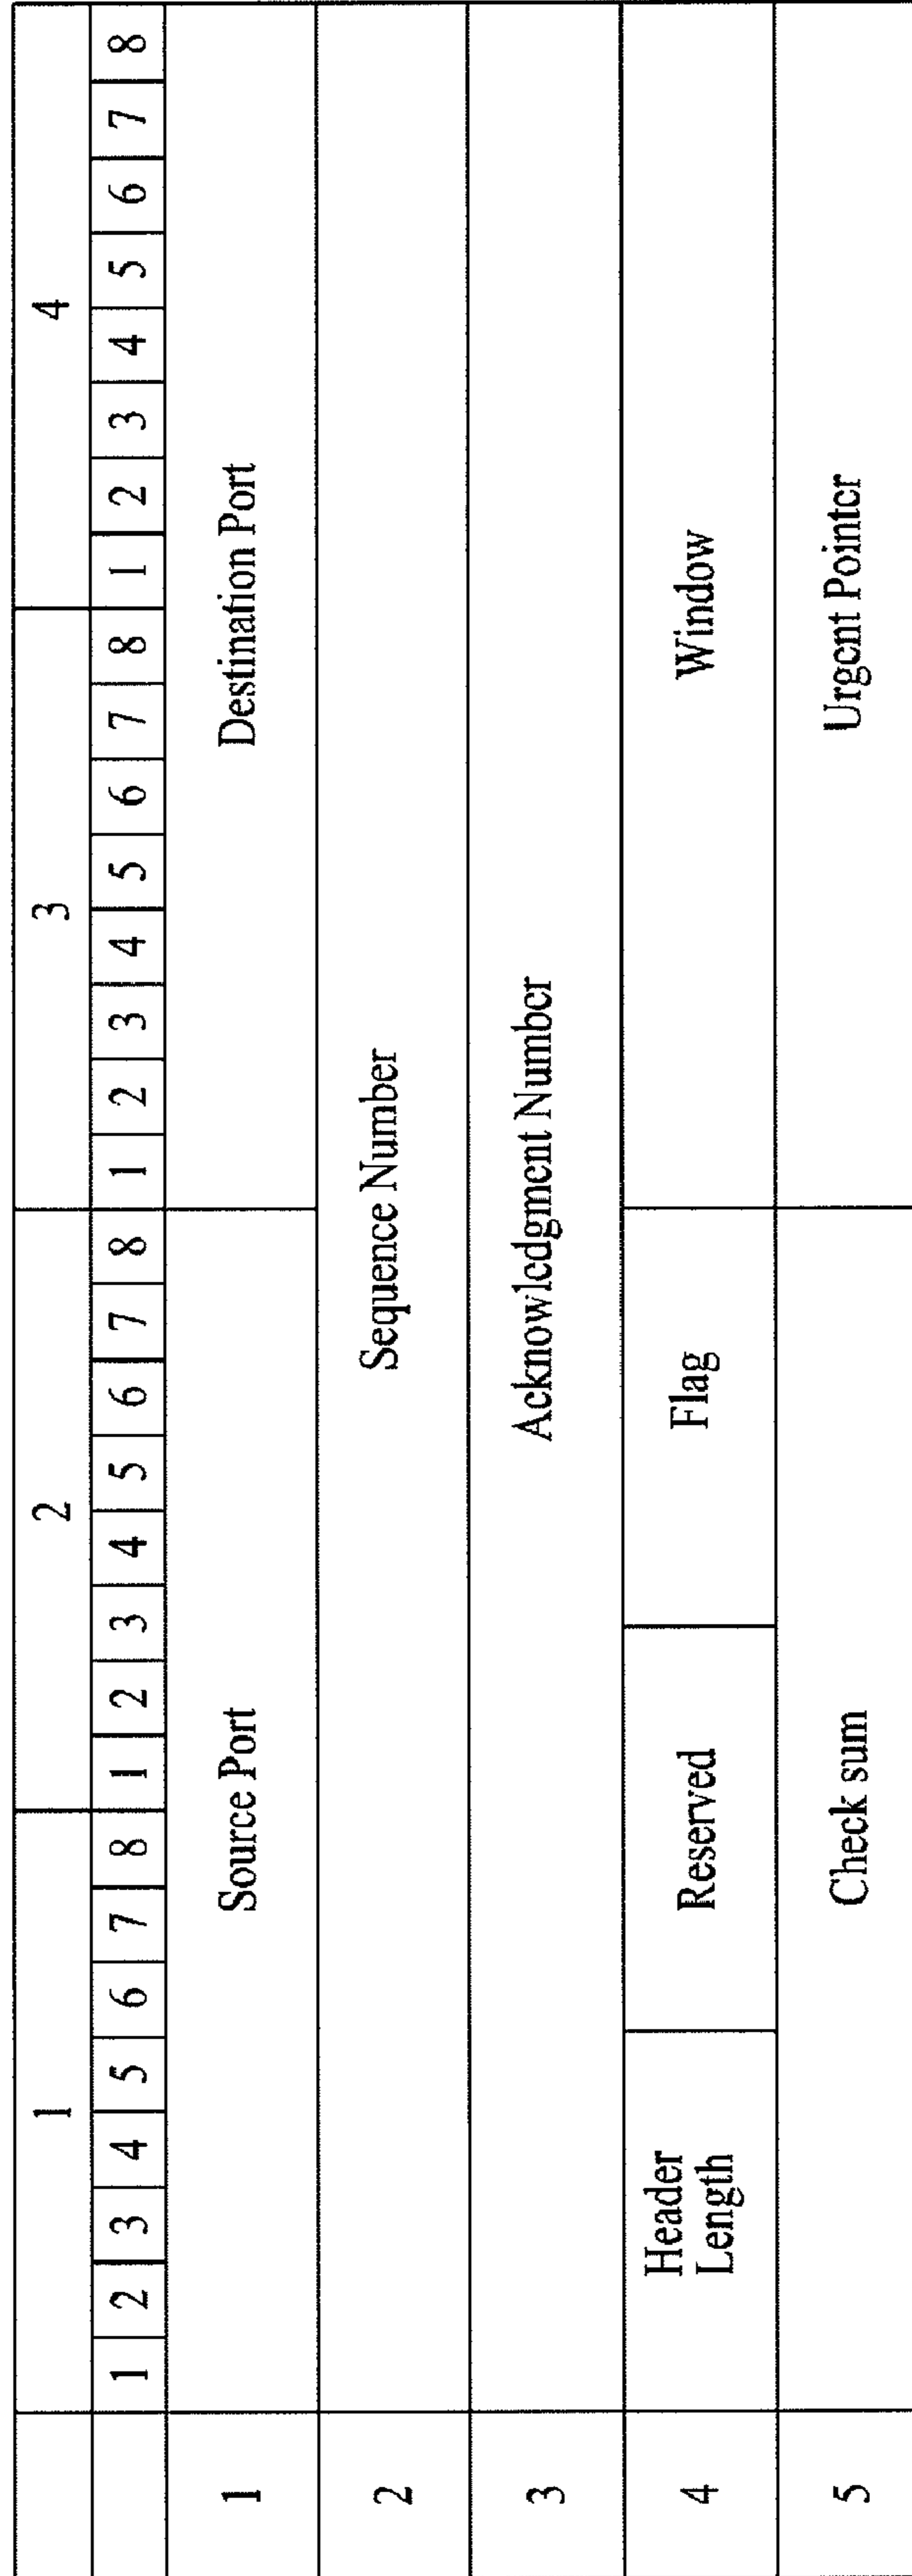 1 2 3 4
1 2 3 4 5 6 7 8 1 2 3 4 5 6 7 8 1 2 3 4 5 6 7 8 1 2 3 4 5 6 7 8
1 Source Port Destination Port
2 Sequence Number
3 Acknowledgment Number
4 Header Length Reserved Flag Window
5 Check sum Urgent Pointer